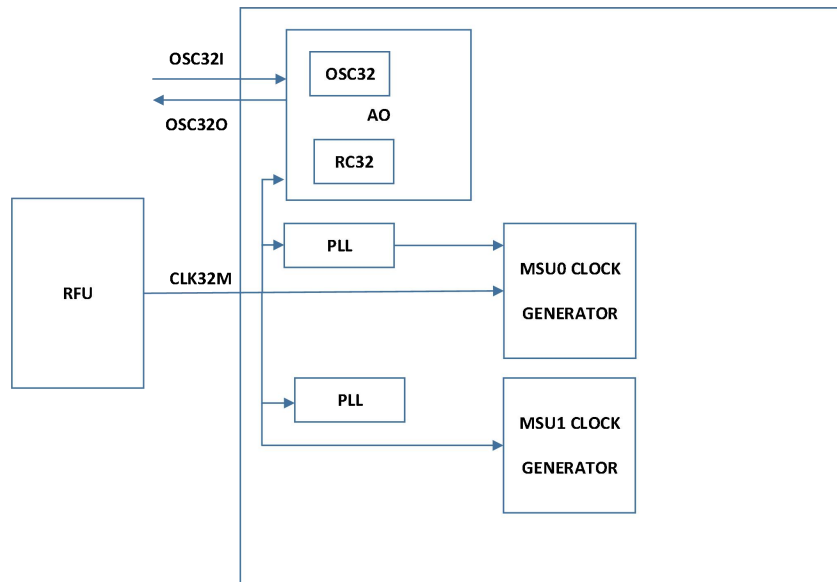 OSC32I
OSC32
AO
OSC32O
RC32
PLL
MSU0 CLOCK
GENERATOR
CLK32M
RFU
PLL
MSU1 CLOCK
GENERATOR